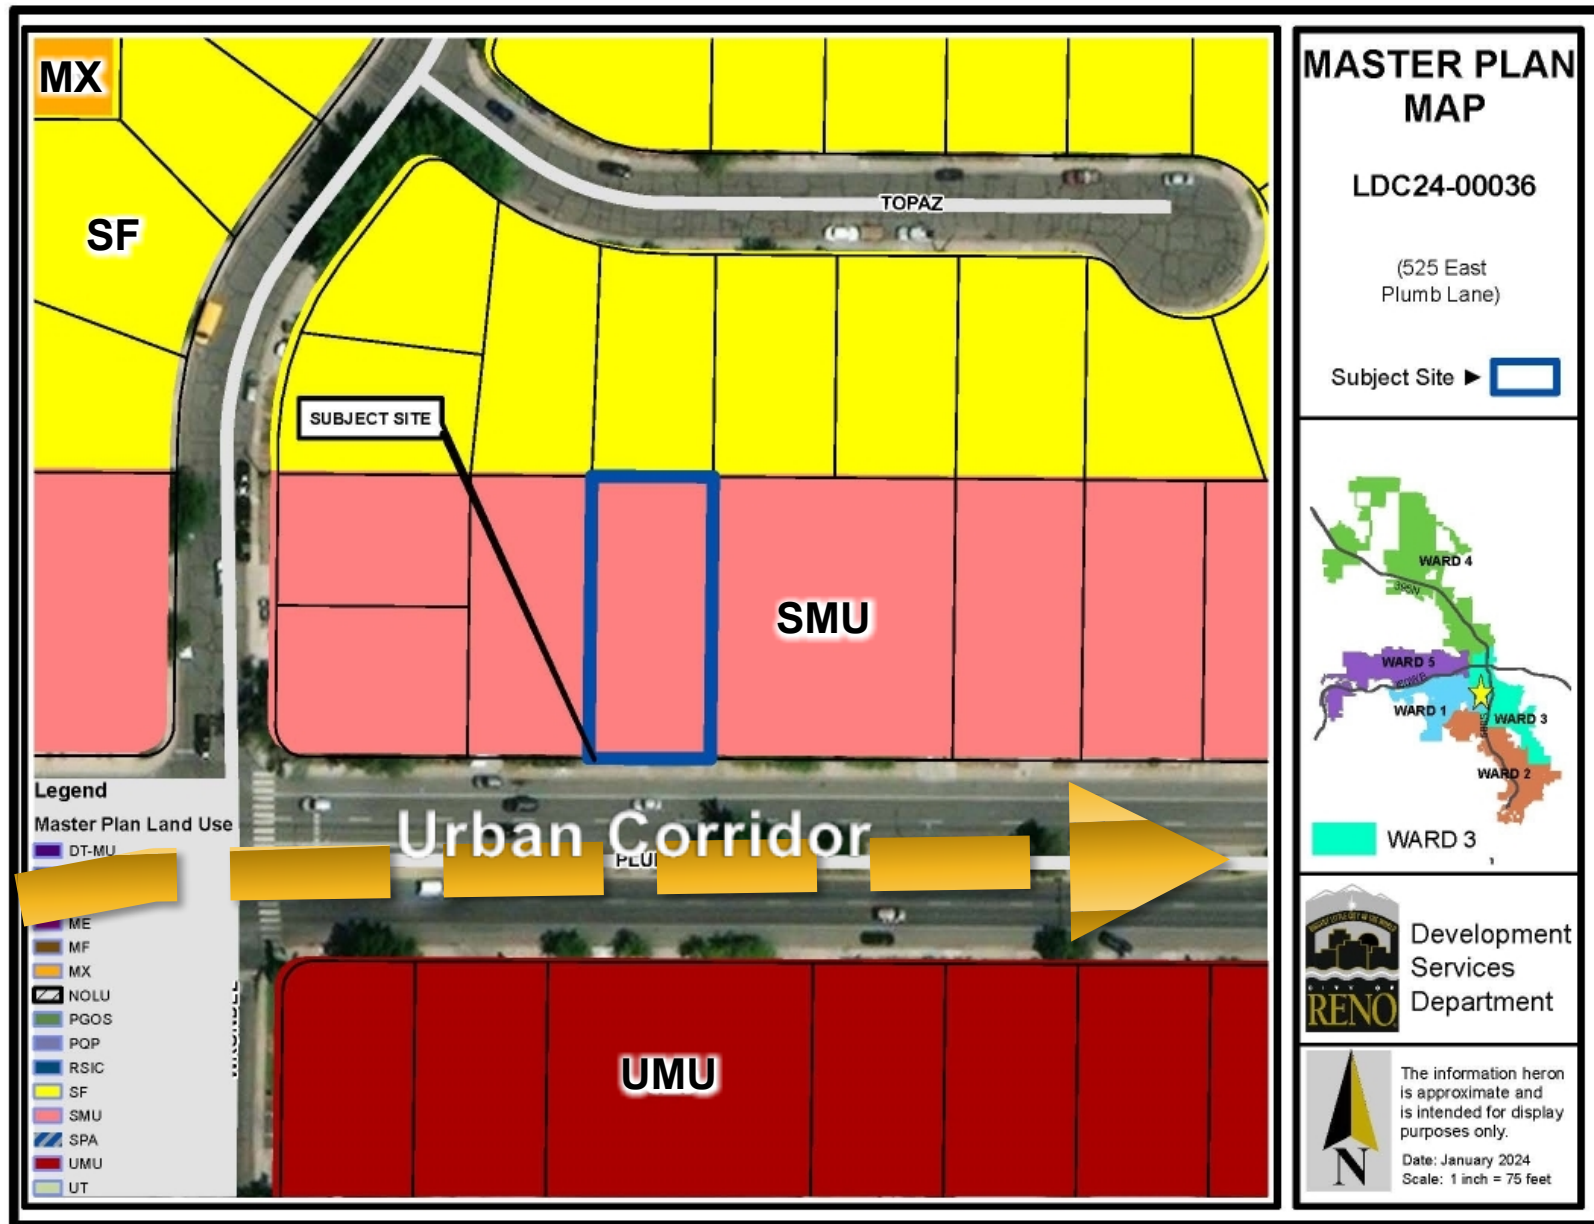 MX
SF
TOPAZ
SUBJECT SITE
SMU
Urban Corridor
UMU
Legend
Master Plan Land Use
DT-MU
ME
MF
MX
NOLU
PGOS
PQP
RSIC
SF
SMU
SPA
UMU
UT
MASTER PLAN
MAP
LDC24-00036
(525 East
Plumb Lane)
Subject Site ►
WARD 4
395N
WARD 5
WARD 1
WARD 3
WARD 2
WARD 3
CITY OF
RENO
Development
Services
Department
N
The information heron
is approximate and
is intended for display
purposes only.
Date: January 2024
Scale: 1 inch = 75 feet